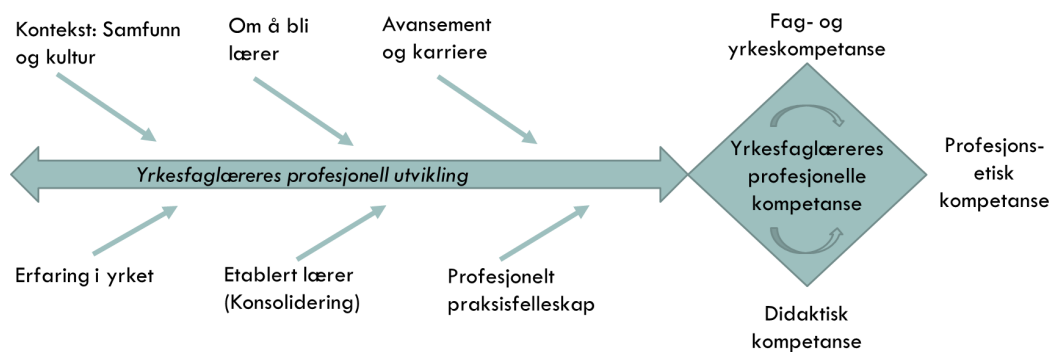 Kontekst: Samfunn
og kultur
Om å bli
lærer
Avansement
og karriere
Fag- og
yrkeskompetanse
Yrkesfaglæreres profesjonell utvikling
Yrkesfaglæreres
profesjonelle
kompetanse
Profesjons-
etisk
kompetanse
Erfaring i yrket
Etablert lærer
(Konsolidering)
Profesjonelt
praksisfelleskap
Didaktisk
kompetanse